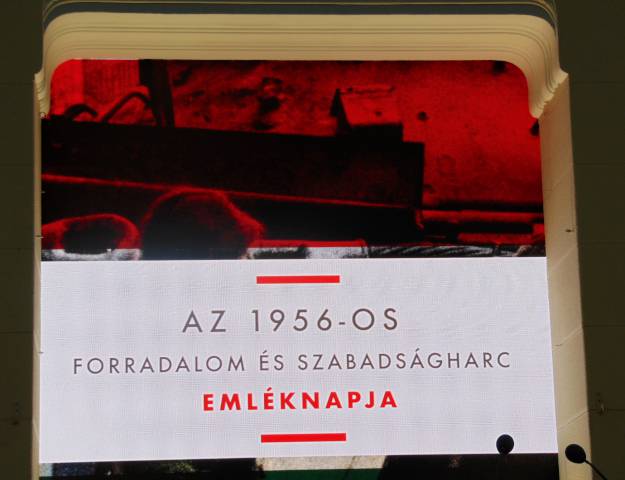 AZ 1956-OS
FORRADALOM ÉS SZABADSÁGHARC
EMLÉKNAPJA